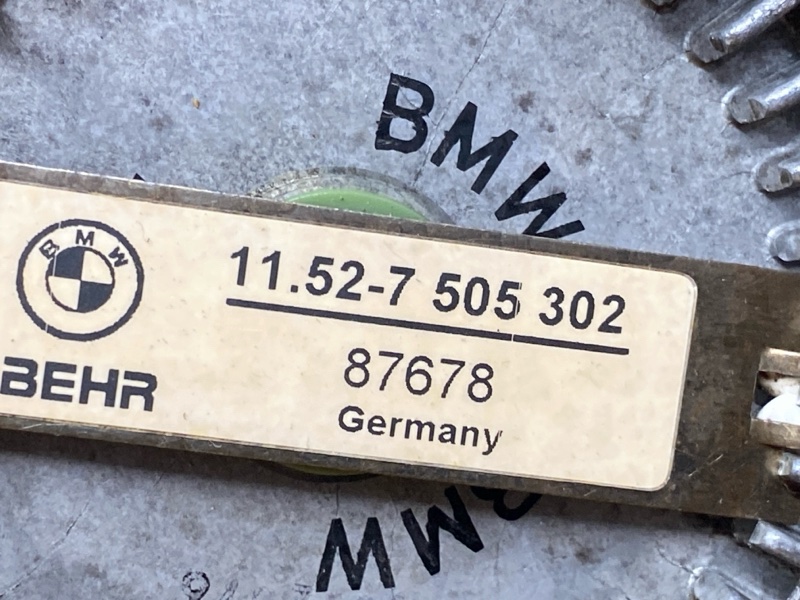 BMW
BMW
11.52-7 505 302
87678
BEHR
Germany
BMW